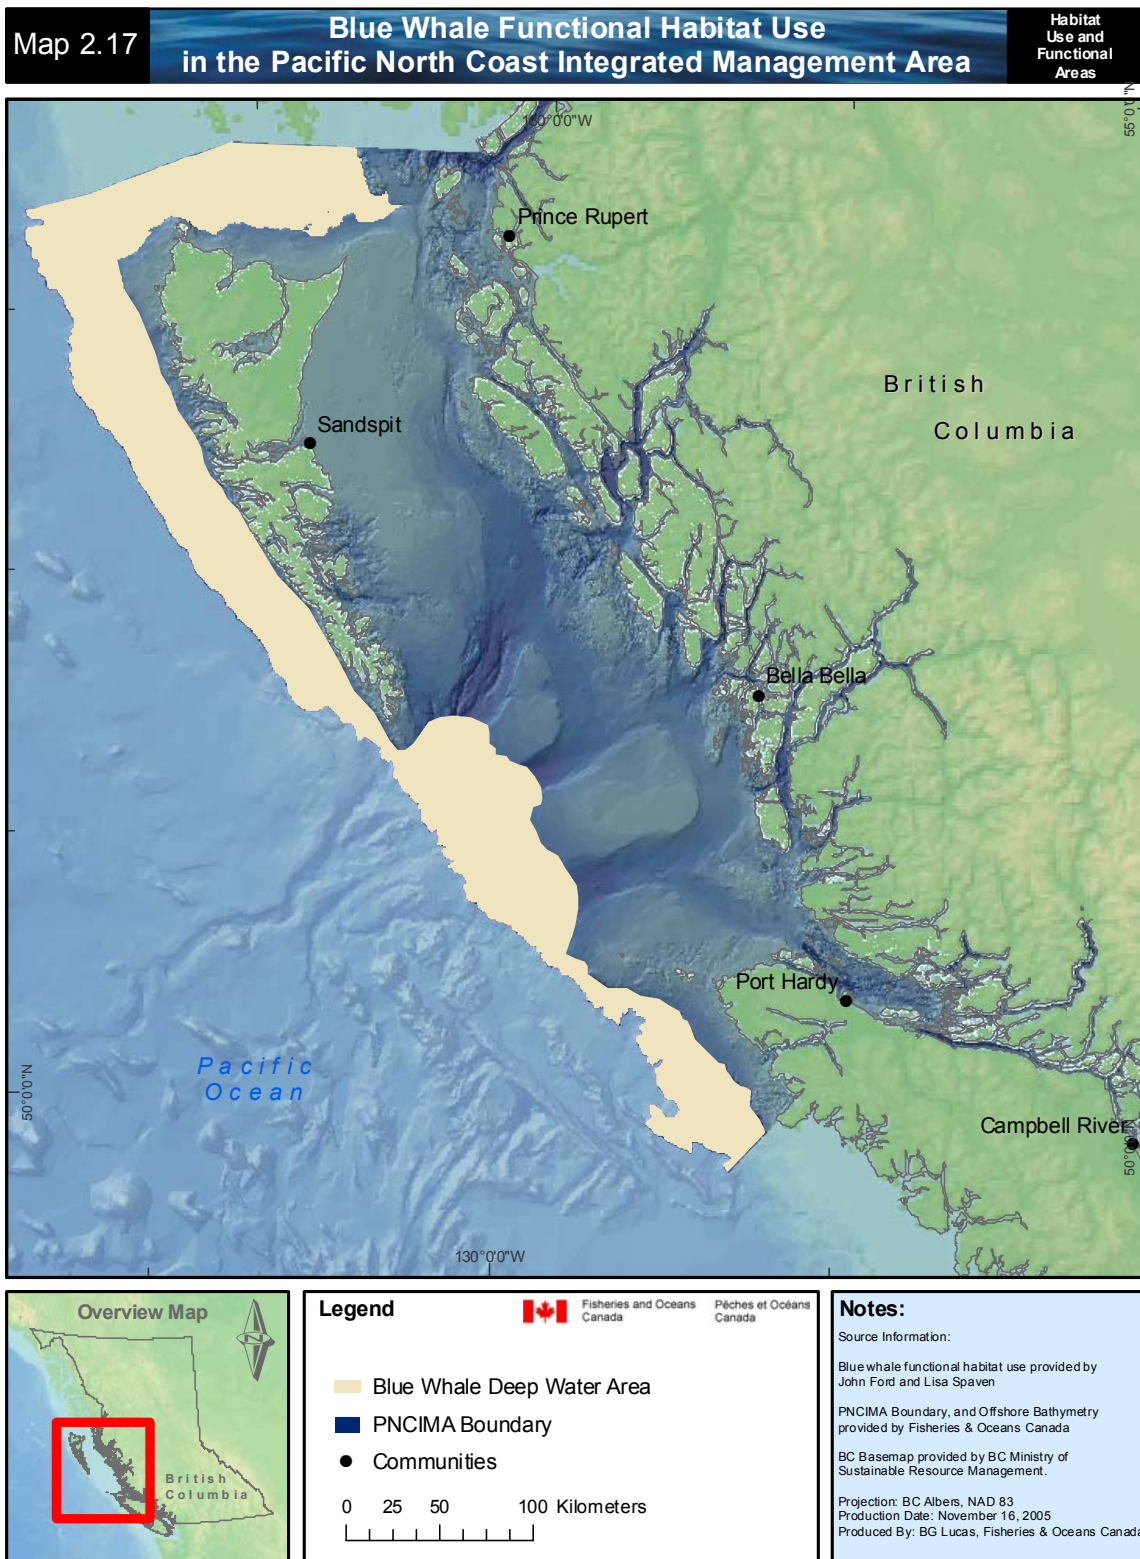 Map 2.17
Blue Whale Functional Habitat Use
in the Pacific North Coast Integrated Management Area
Habitat
Use and
Functional
Areas
55°0'0"N
130°0'0"W
Prince Rupert
British
Columbia
Sandspit
Bella Bella
Port Hardy
Pacific
Ocean
50°0'0"N
Campbell River
50°0'0"N
130°0'0"W
Overview Map
N
British
Columbia
Legend
Fisheries and Oceans
Canada
Pêches et Océans
Canada
Blue Whale Deep Water Area
PNCIMA Boundary
Communities
0 25 50 100 Kilometers
Notes:
Source Information:
Blue whale functional habitat use provided by
John Ford and Lisa Spaven
PNCIMA Boundary, and Offshore Bathymetry
provided by Fisheries & Oceans Canada
BC Basemap provided by BC Ministry of
Sustainable Resource Management.
Projection: BC Albers, NAD 83
Production Date: November 16, 2005
Produced By: BG Lucas, Fisheries & Oceans Canada